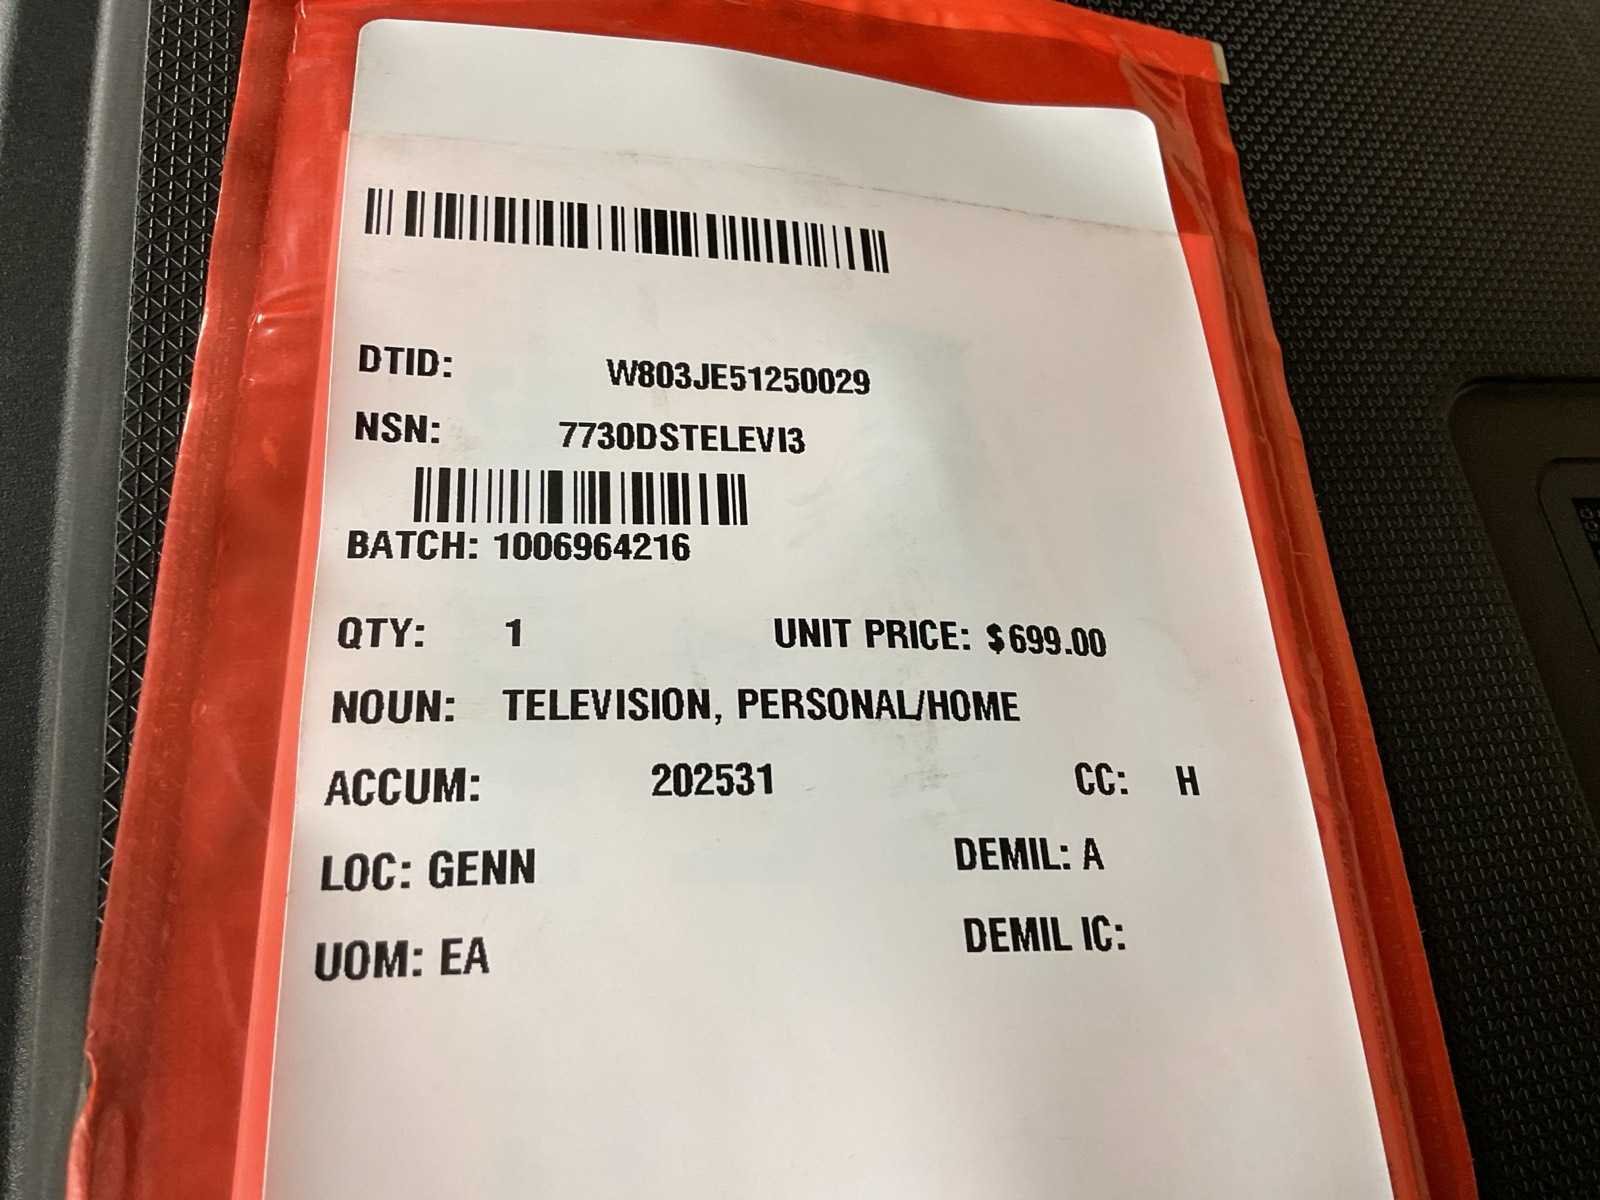 DTID: W803JE51250029
NSN: 7730DSTELEVI3
BATCH: 1006964216
QTY: 1 UNIT PRICE: $699.00
NOUN: TELEVISION, PERSONAL/HOME
ACCUM: 202531 CC: H
LOC: GENN DEMIL: A
UOM: EA DEMIL IC: